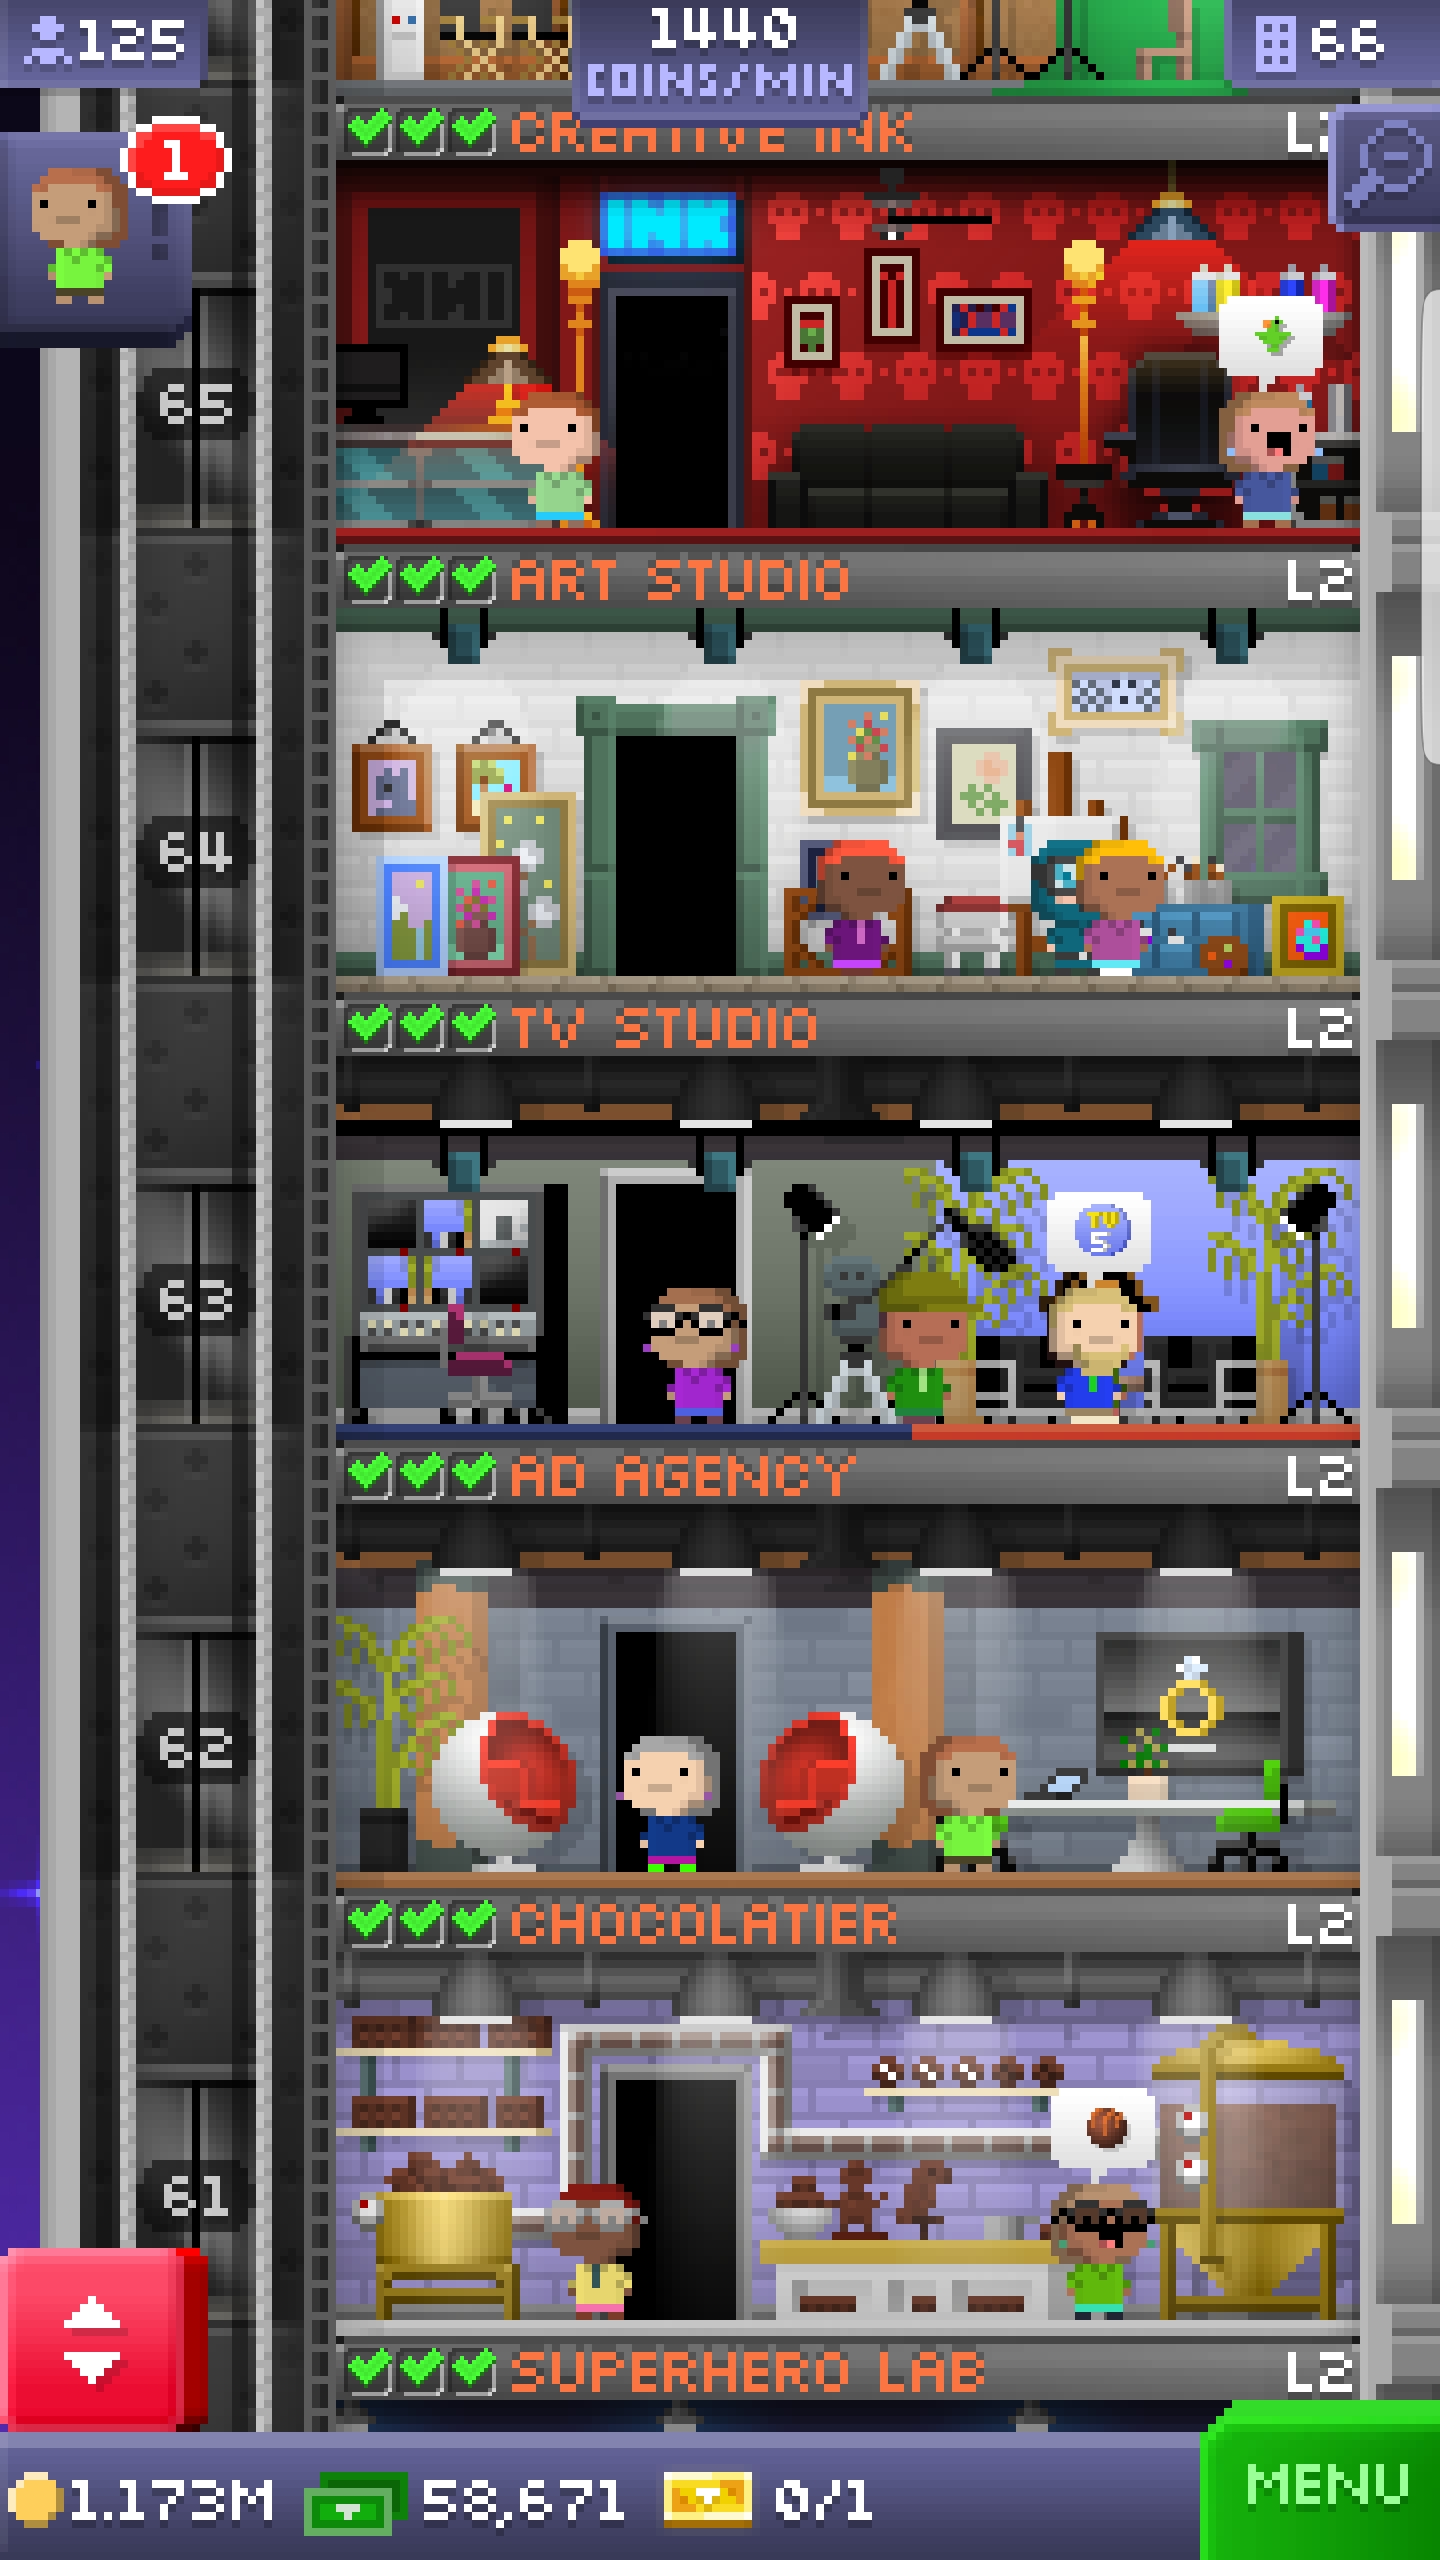 125
1440
COINS/MIN
66
1
CREATIVE INK
INK
65
ART STUDIO L2
64
TV STUDIO L2
TV
5
63
AD AGENCY L2
62
CHOCOLATIER L2
61
SUPERHERO LAB L2
1.173M 58,671 0/1 MENU